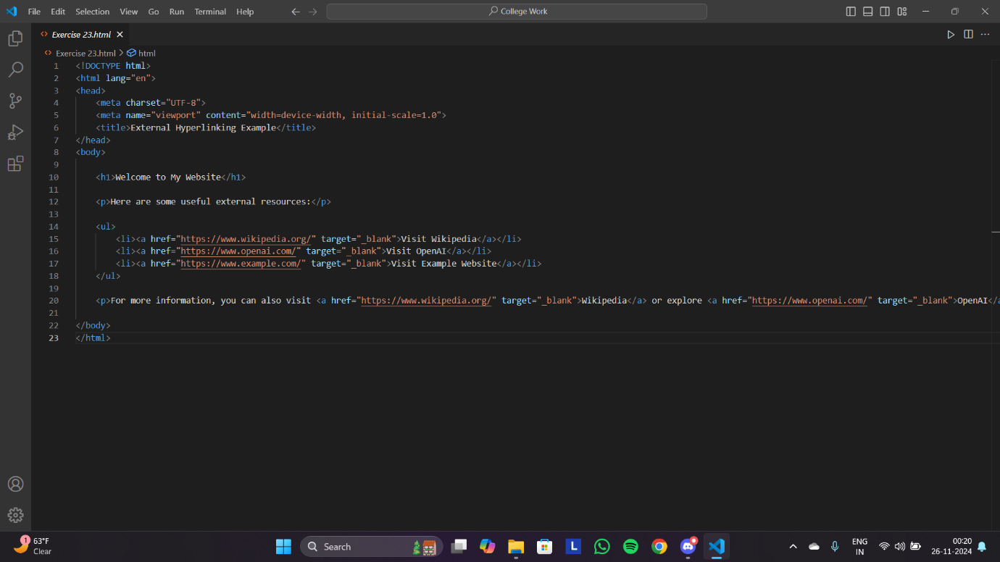 File Edit Selection View Go Run Terminal Help College Work
Exercise 23.html
Exercise 23.html > html
1 <!DOCTYPE html>
2 <html lang="en">
3 <head>
4 <meta charset="UTF-8">
5 <meta name="viewport" content="width=device-width, initial-scale=1.0">
6 <title>External Hyperlinking Example</title>
7 </head>
8 <body>
9
10 <h1>Welcome to My Website</h1>
11
12 <p>Here are some useful external resources:</p>
13
14 <ul>
15 <li><a href="https://www.wikipedia.org/" target="_blank">Visit Wikipedia</a></li>
16 <li><a href="https://www.openai.com/" target="_blank">Visit OpenAI</a></li>
17 <li><a href="https://www.example.com/" target="_blank">Visit Example Website</a></li>
18 </ul>
19
20 <p>For more information, you can also visit <a href="https://www.wikipedia.org/" target="_blank">Wikipedia</a> or explore <a href="https://www.openai.com/" target="_blank">OpenAI</a
21
22 </body>
23 </html>
1 63°F Search L ENG 00:20
Clear IN 26-11-2024